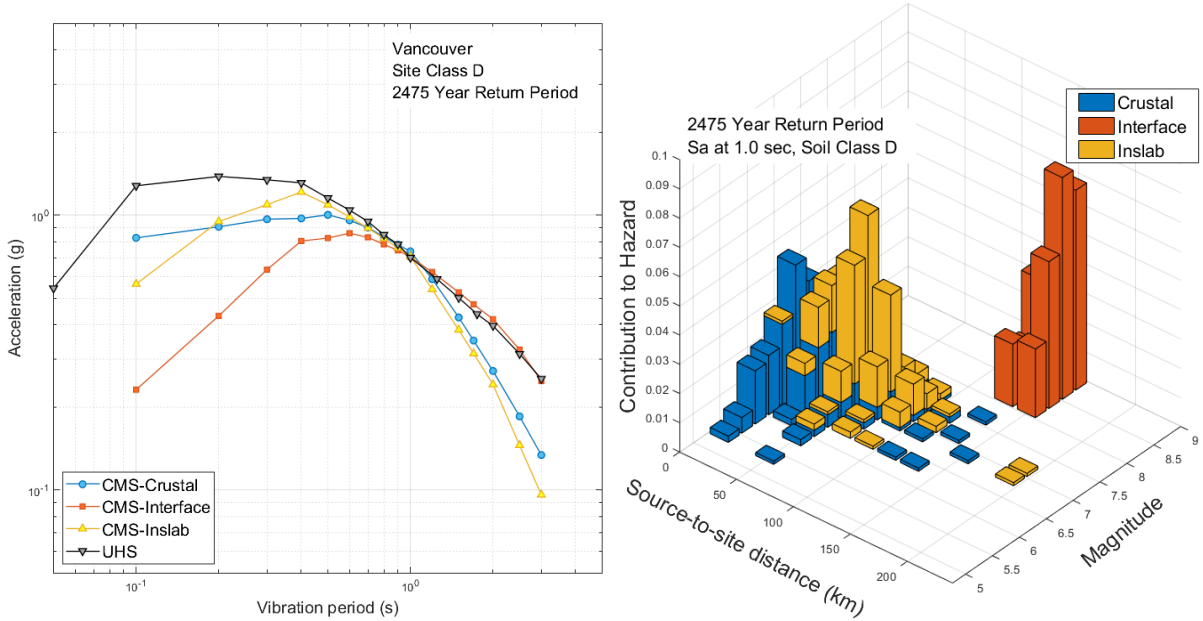 Vancouver
Site Class D
2475 Year Return Period
10⁰
10⁻¹
Acceleration (g)
CMS-Crustal
CMS-Interface
CMS-Inslab
UHS
10⁻¹
10⁰
Vibration period (s)
Crustal
Interface
Inslab
2475 Year Return Period
Sa at 1.0 sec, Soil Class D
0.1
0.09
0.08
0.07
0.06
0.05
0.04
0.03
0.02
0.01
0
Contribution to Hazard
0
50
100
150
200
Source-to-site distance (km)
5
5.5
6
6.5
7
7.5
8
8.5
9
Magnitude